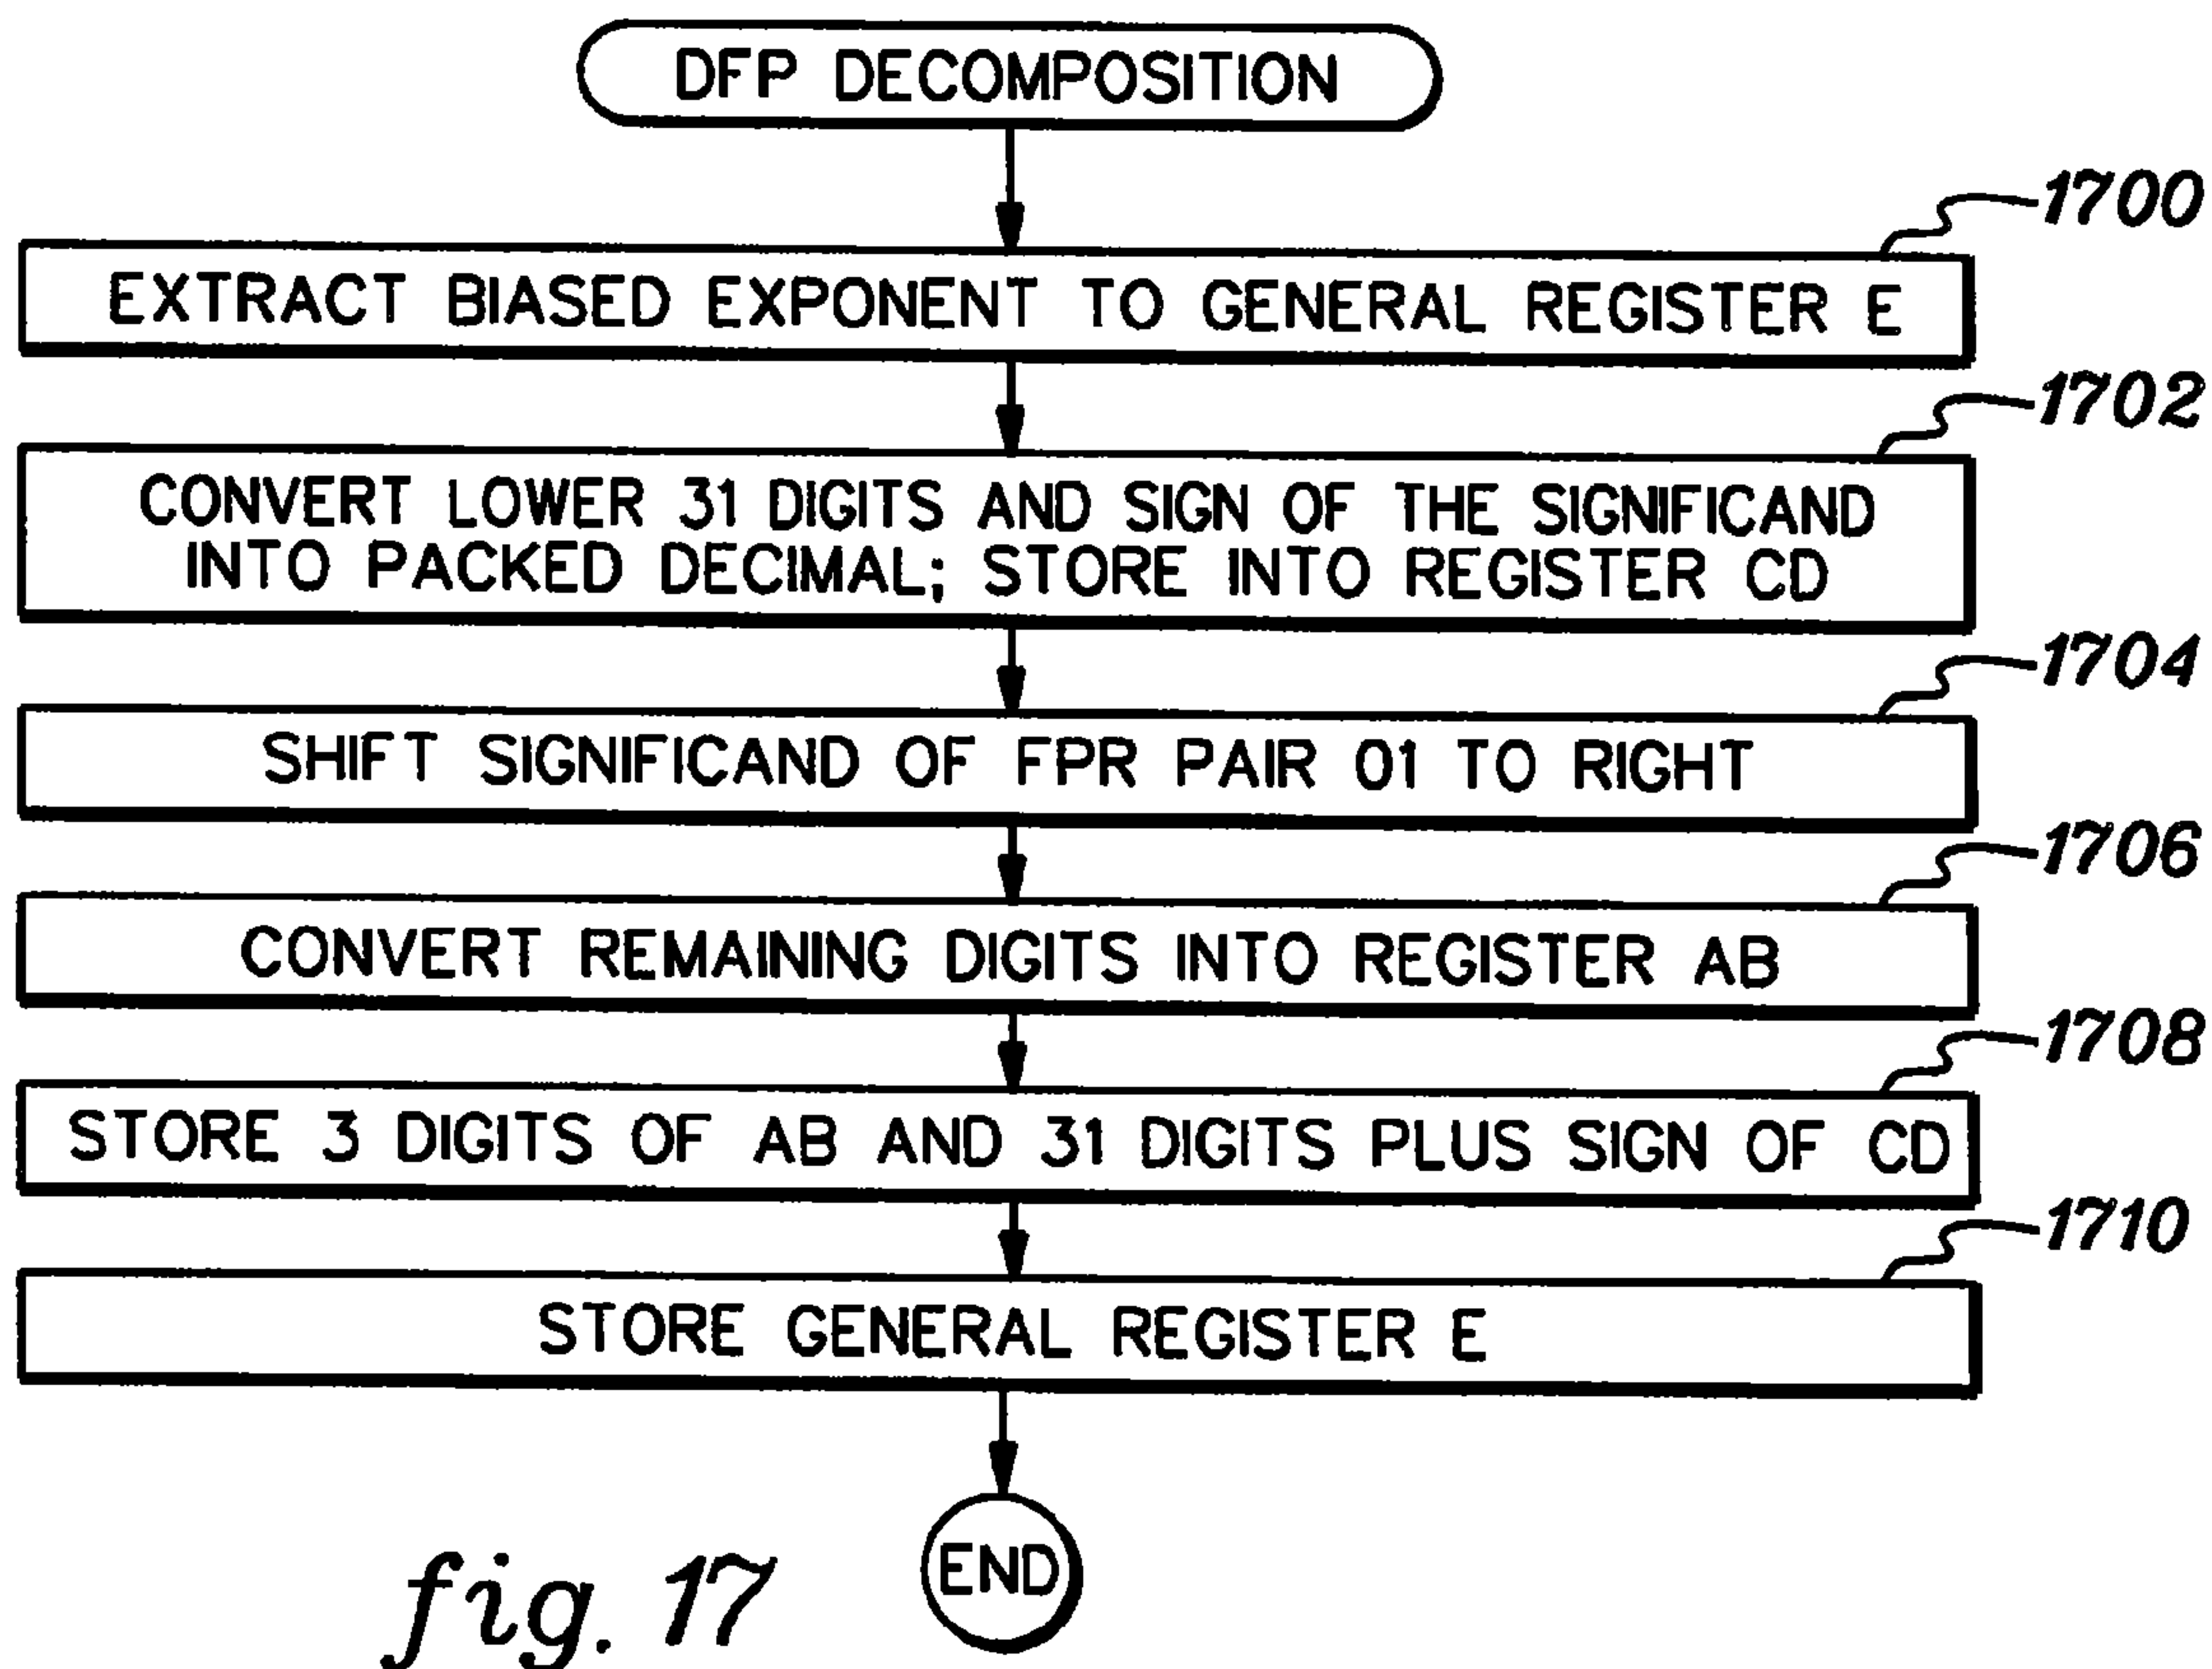 DFP DECOMPOSITION
1700
EXTRACT BIASED EXPONENT TO GENERAL REGISTER E
1702
CONVERT LOWER 31 DIGITS AND SIGN OF THE SIGNIFICAND
INTO PACKED DECIMAL; STORE INTO REGISTER CD
1704
SHIFT SIGNIFICAND OF FPR PAIR 01 TO RIGHT
1706
CONVERT REMAINING DIGITS INTO REGISTER AB
1708
STORE 3 DIGITS OF AB AND 31 DIGITS PLUS SIGN OF CD
1710
STORE GENERAL REGISTER E
END
fig. 17